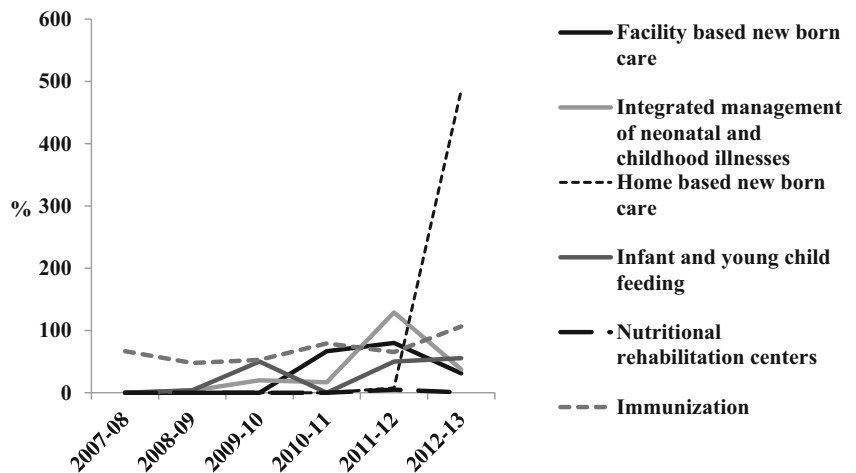 600
500
400
300
200
100
0
%
2007-08
2008-09
2009-10
2010-11
2011-12
2012-13
Facility based new born
care
Integrated management
of neonatal and
childhood illnesses
Home based new born
care
Infant and young child
feeding
Nutritional
rehabilitation centers
Immunization